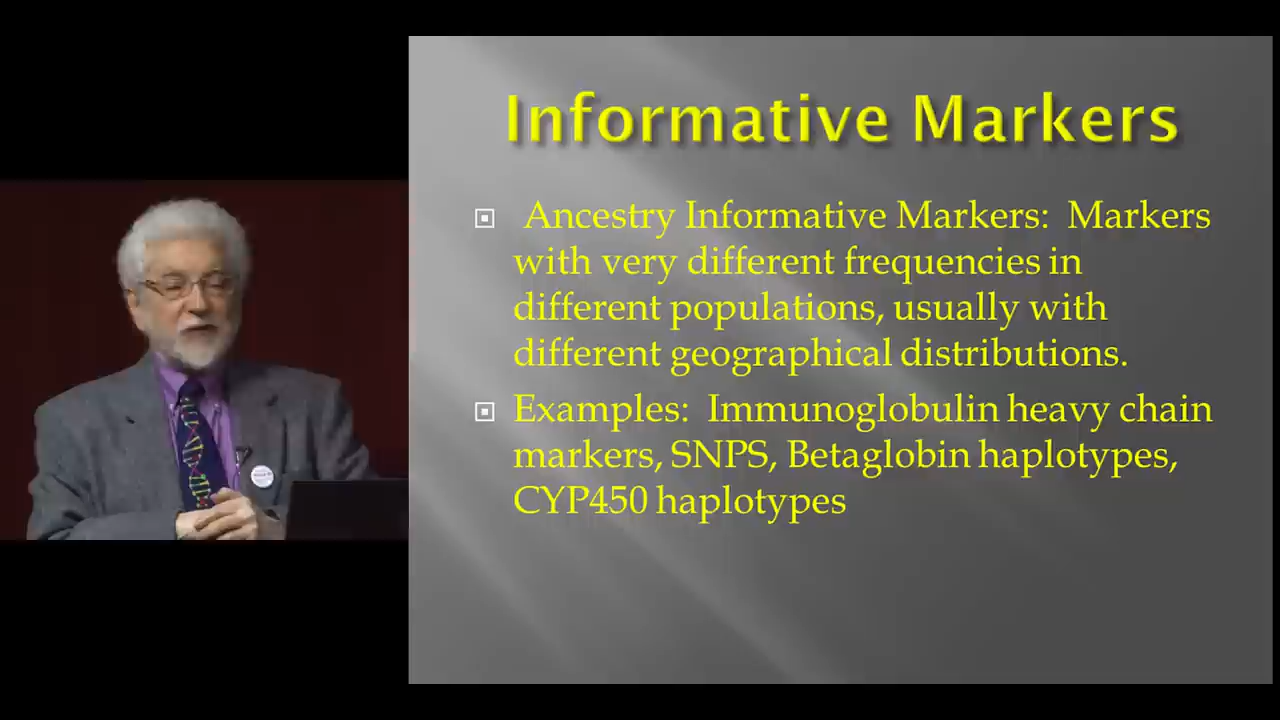 Informative Markers
Ancestry Informative Markers: Markers
with very different frequencies in
different populations, usually with
different geographical distributions.
Examples: Immunoglobulin heavy chain
markers, SNPS, Betaglobin haplotypes,
CYP450 haplotypes